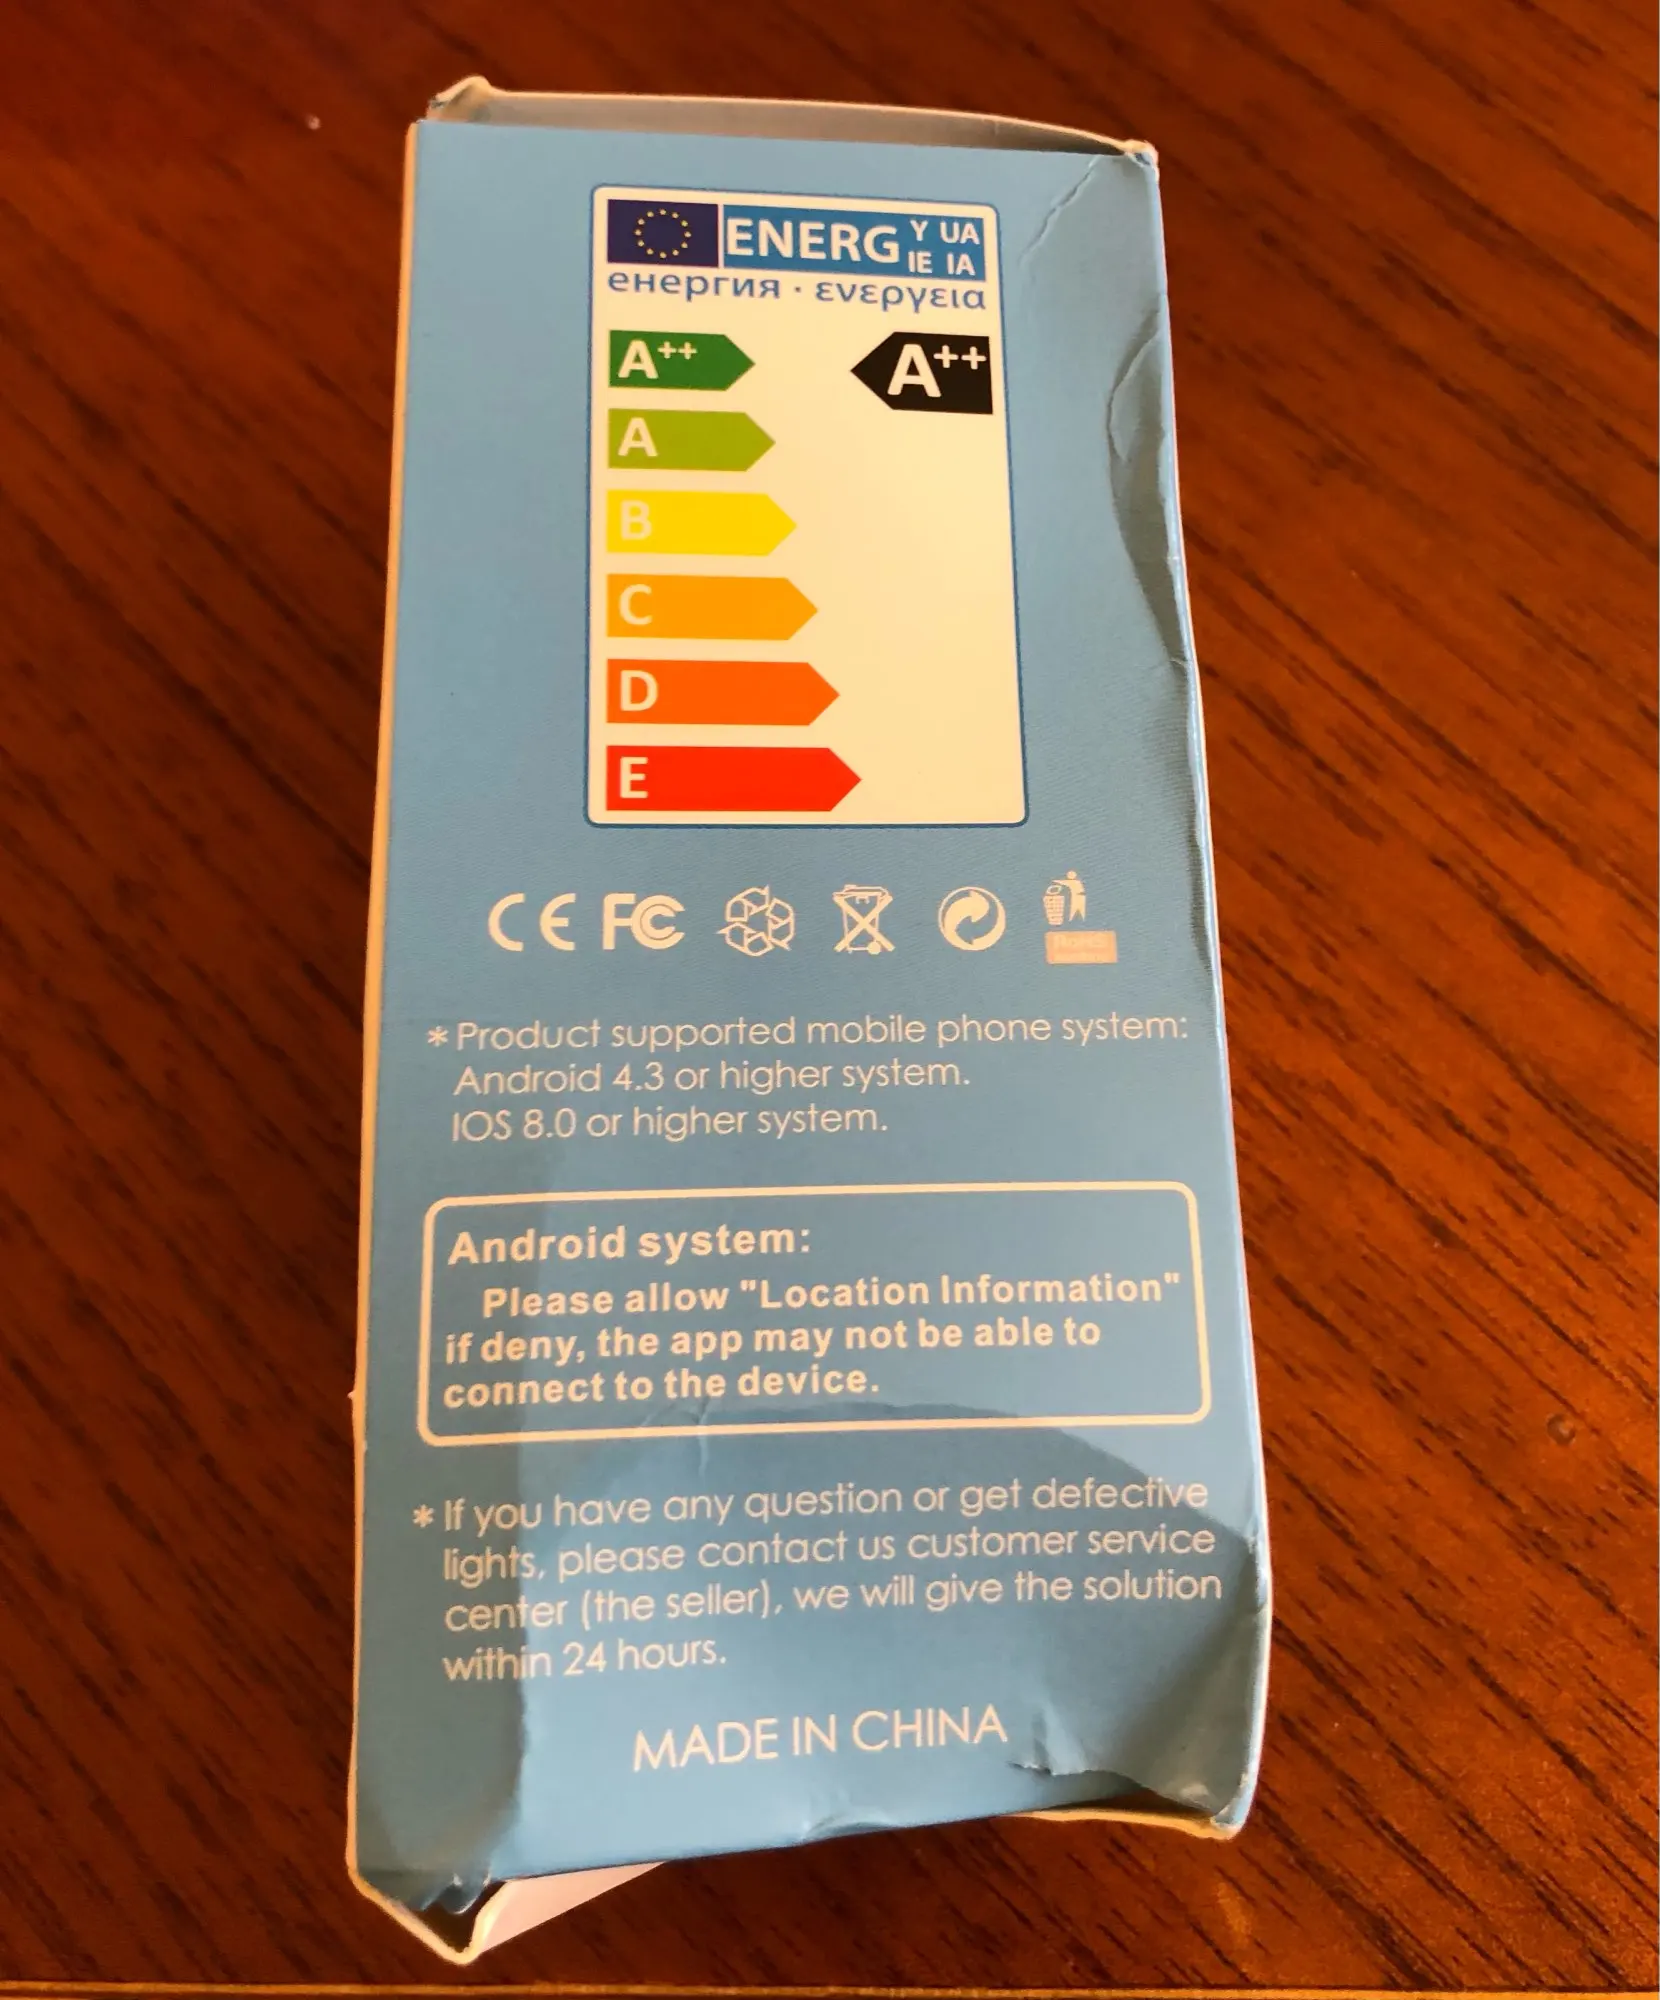 ENERG Y UA
IE IA
енергия · ενεργεια
A++ A++
A
B
C
D
E
CE FC
RoHS
* Product supported mobile phone system:
Android 4.3 or higher system.
IOS 8.0 or higher system.
Android system:
Please allow "Location Information"
if deny, the app may not be able to
connect to the device.
* If you have any question or get defective
lights, please contact us customer service
center (the seller), we will give the solution
within 24 hours.
MADE IN CHINA